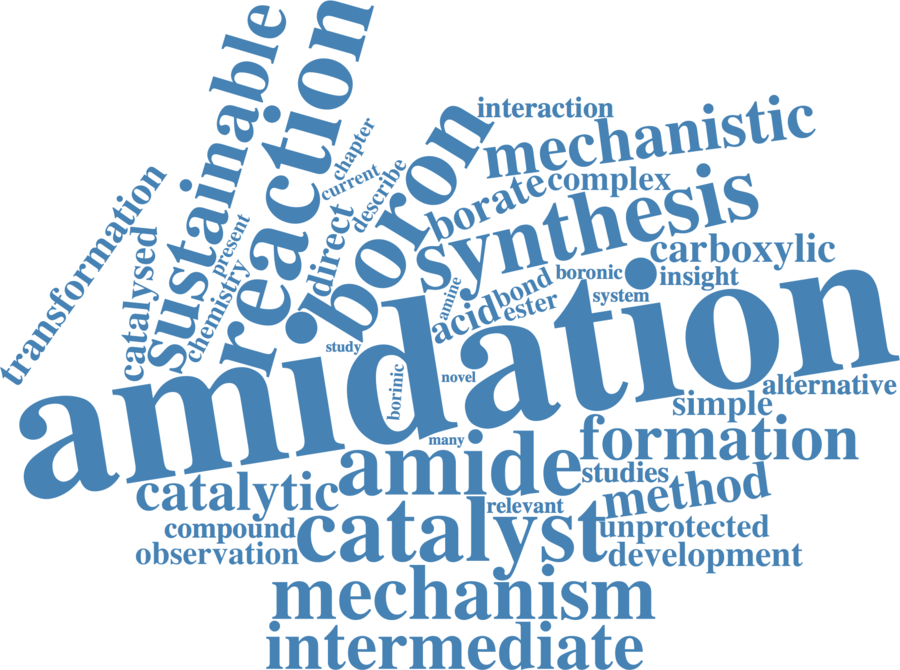 sustainable
reaction
interaction
mechanistic
chapter
current
describe
boron
borate
complex
transformation
catalysed
present
chemistry
direct
synthesis
carboxylic
insight
boronic
system
bond
ester
amine
acid
study
amidation
borinic
novel
many
alternative
simple
formation
amide
studies
catalytic
method
relevant
compound
catalyst
unprotected
observation
development
mechanism
intermediate